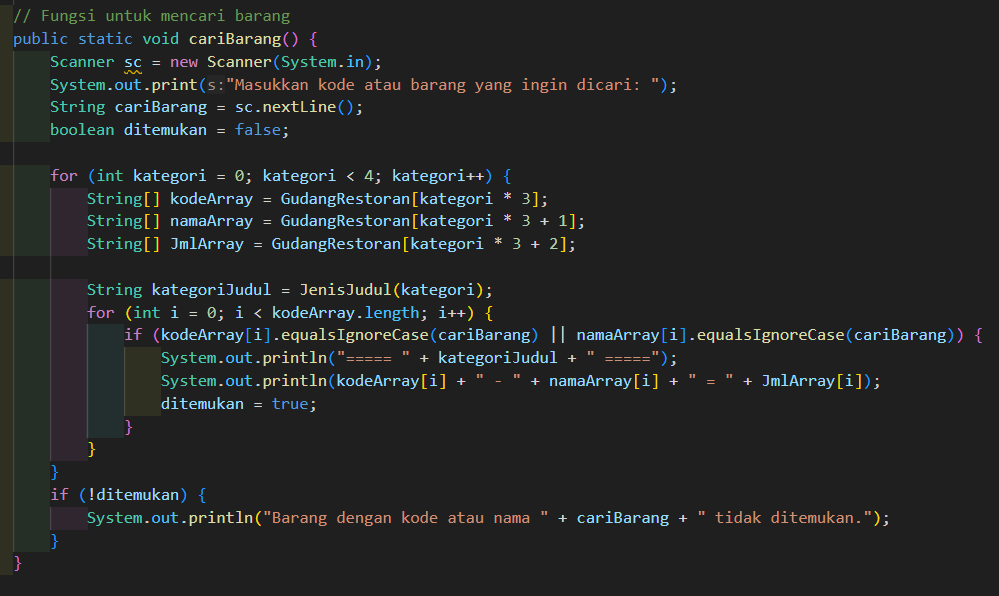 // Fungsi untuk mencari barang
public static void cariBarang() {
    Scanner sc = new Scanner(System.in);
    System.out.print(s:"Masukkan kode atau barang yang ingin dicari: ");
    String cariBarang = sc.nextLine();
    boolean ditemukan = false;

    for (int kategori = 0; kategori < 4; kategori++) {
        String[] kodeArray = GudangRestoran[kategori * 3];
        String[] namaArray = GudangRestoran[kategori * 3 + 1];
        String[] JmlArray = GudangRestoran[kategori * 3 + 2];

        String kategoriJudul = JenisJudul(kategori);
        for (int i = 0; i < kodeArray.length; i++) {
            if (kodeArray[i].equalsIgnoreCase(cariBarang) || namaArray[i].equalsIgnoreCase(cariBarang)) {
                System.out.println("===== " + kategoriJudul + " =====");
                System.out.println(kodeArray[i] + " - " + namaArray[i] + " = " + JmlArray[i]);
                ditemukan = true;
            }
        }
    }
    if (!ditemukan) {
        System.out.println("Barang dengan kode atau nama " + cariBarang + " tidak ditemukan.");
    }
}